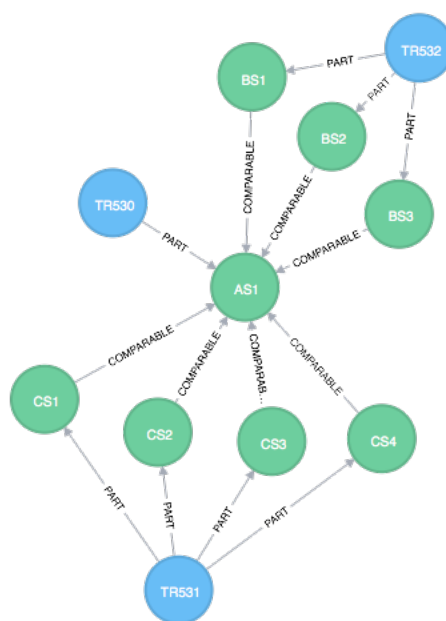 TR532
PART
BS1
PART
BS2
PART
COMPARABLE
COMPARABLE
TR530
BS3
PART
COMPARABLE
AS1
COMPARABLE
COMPARABLE
COMPARAB...
COMPARABLE
CS1
CS2
CS3
CS4
PART
PART
PART
PART
TR531